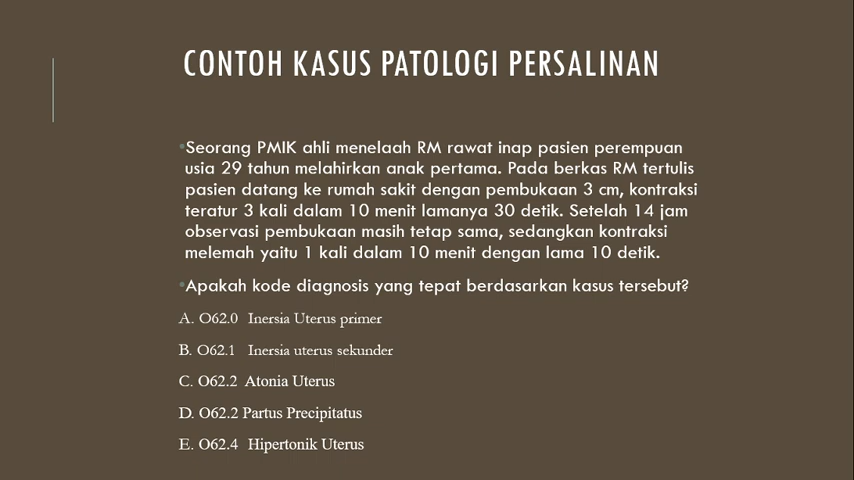 CONTOH KASUS PATOLOGI PERSALINAN
•Seorang PMIK ahli menelaah RM rawat inap pasien perempuan
usia 29 tahun melahirkan anak pertama. Pada berkas RM tertulis
pasien datang ke rumah sakit dengan pembukaan 3 cm, kontraksi
teratur 3 kali dalam 10 menit lamanya 30 detik. Setelah 14 jam
observasi pembukaan masih tetap sama, sedangkan kontraksi
melemah yaitu 1 kali dalam 10 menit dengan lama 10 detik.
•Apakah kode diagnosis yang tepat berdasarkan kasus tersebut?
A. O62.0 Inersia Uterus primer
B. O62.1 Inersia uterus sekunder
C. O62.2 Atonia Uterus
D. O62.2 Partus Precipitatus
E. O62.4 Hipertonik Uterus